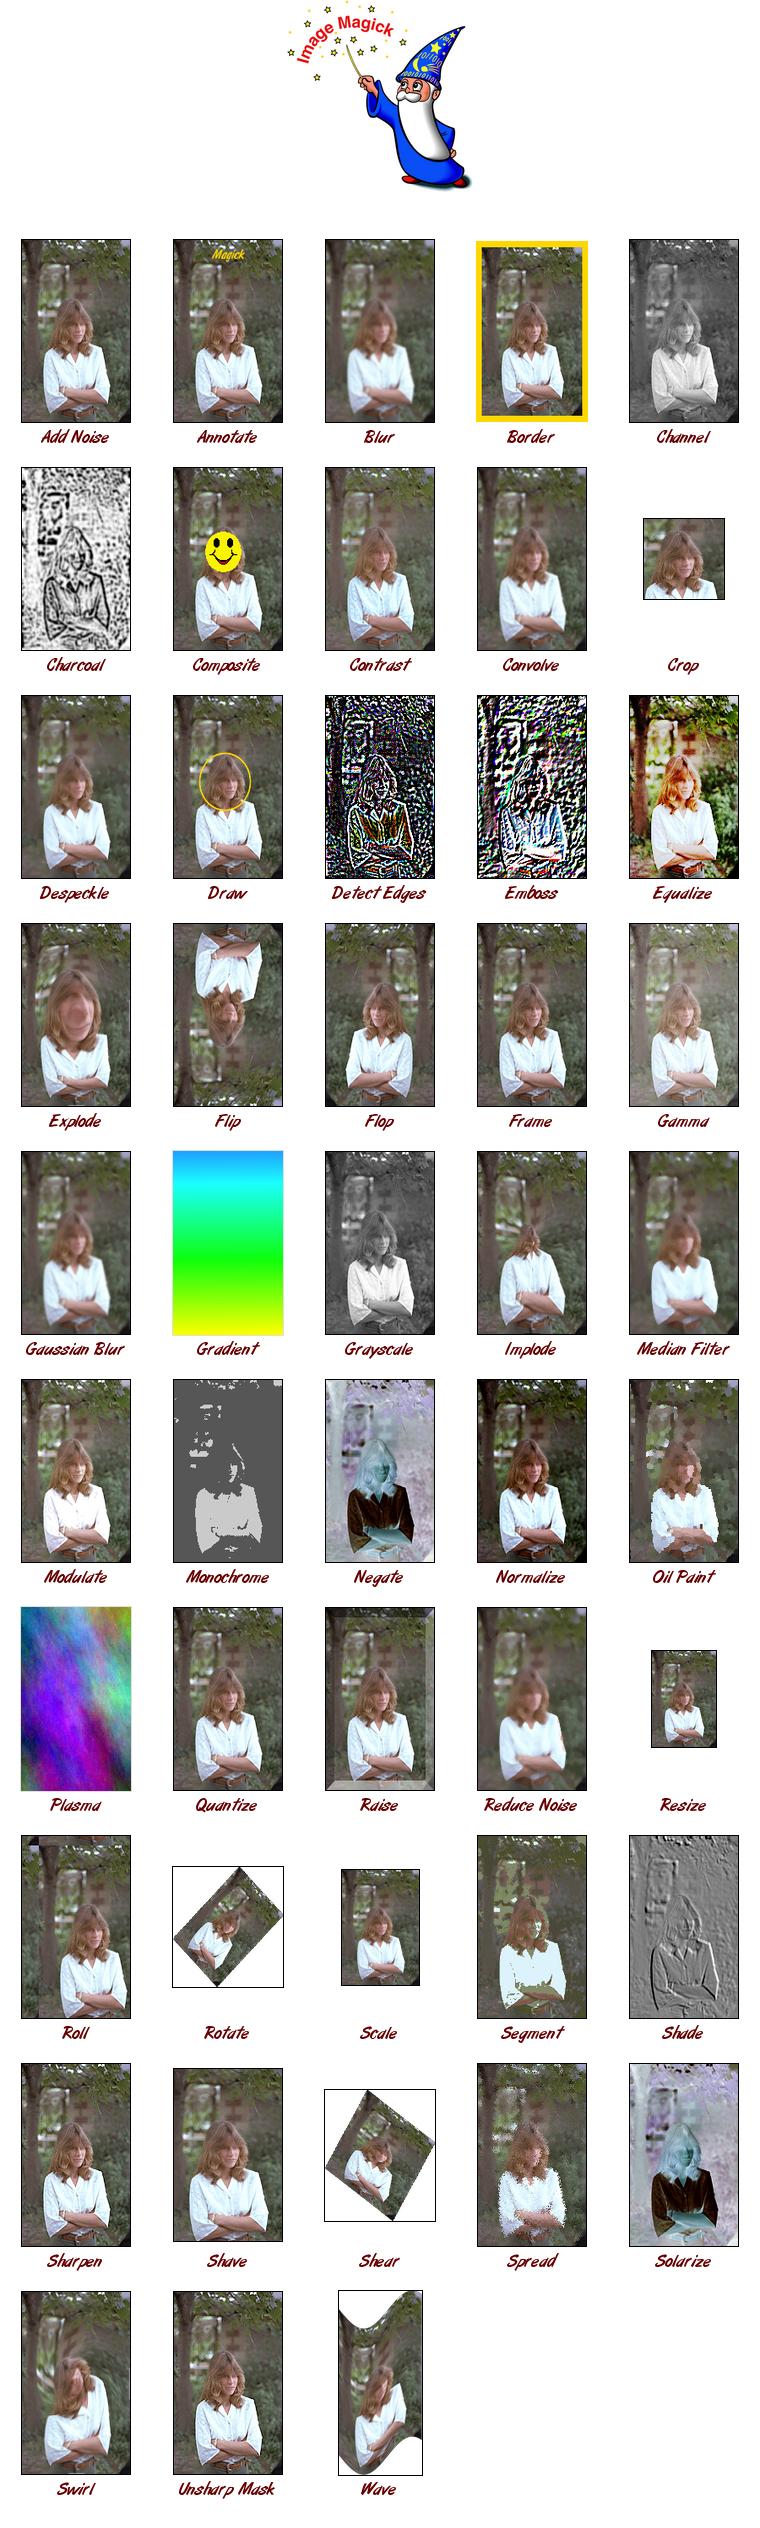 Image Magick
Magick
Add Noise
Annotate
Blur
Border
Channel
Charcoal
Composite
Contrast
Convolve
Crop
Despeckle
Draw
Detect Edges
Emboss
Equalize
Explode
Flip
Flop
Frame
Gamma
Gaussian Blur
Gradient
Grayscale
Implode
Median Filter
Modulate
Monochrome
Negate
Normalize
Oil Paint
Plasma
Quantize
Raise
Reduce Noise
Resize
Roll
Rotate
Scale
Segment
Shade
Sharpen
Shave
Shear
Spread
Solarize
Swirl
Unsharp Mask
Wave